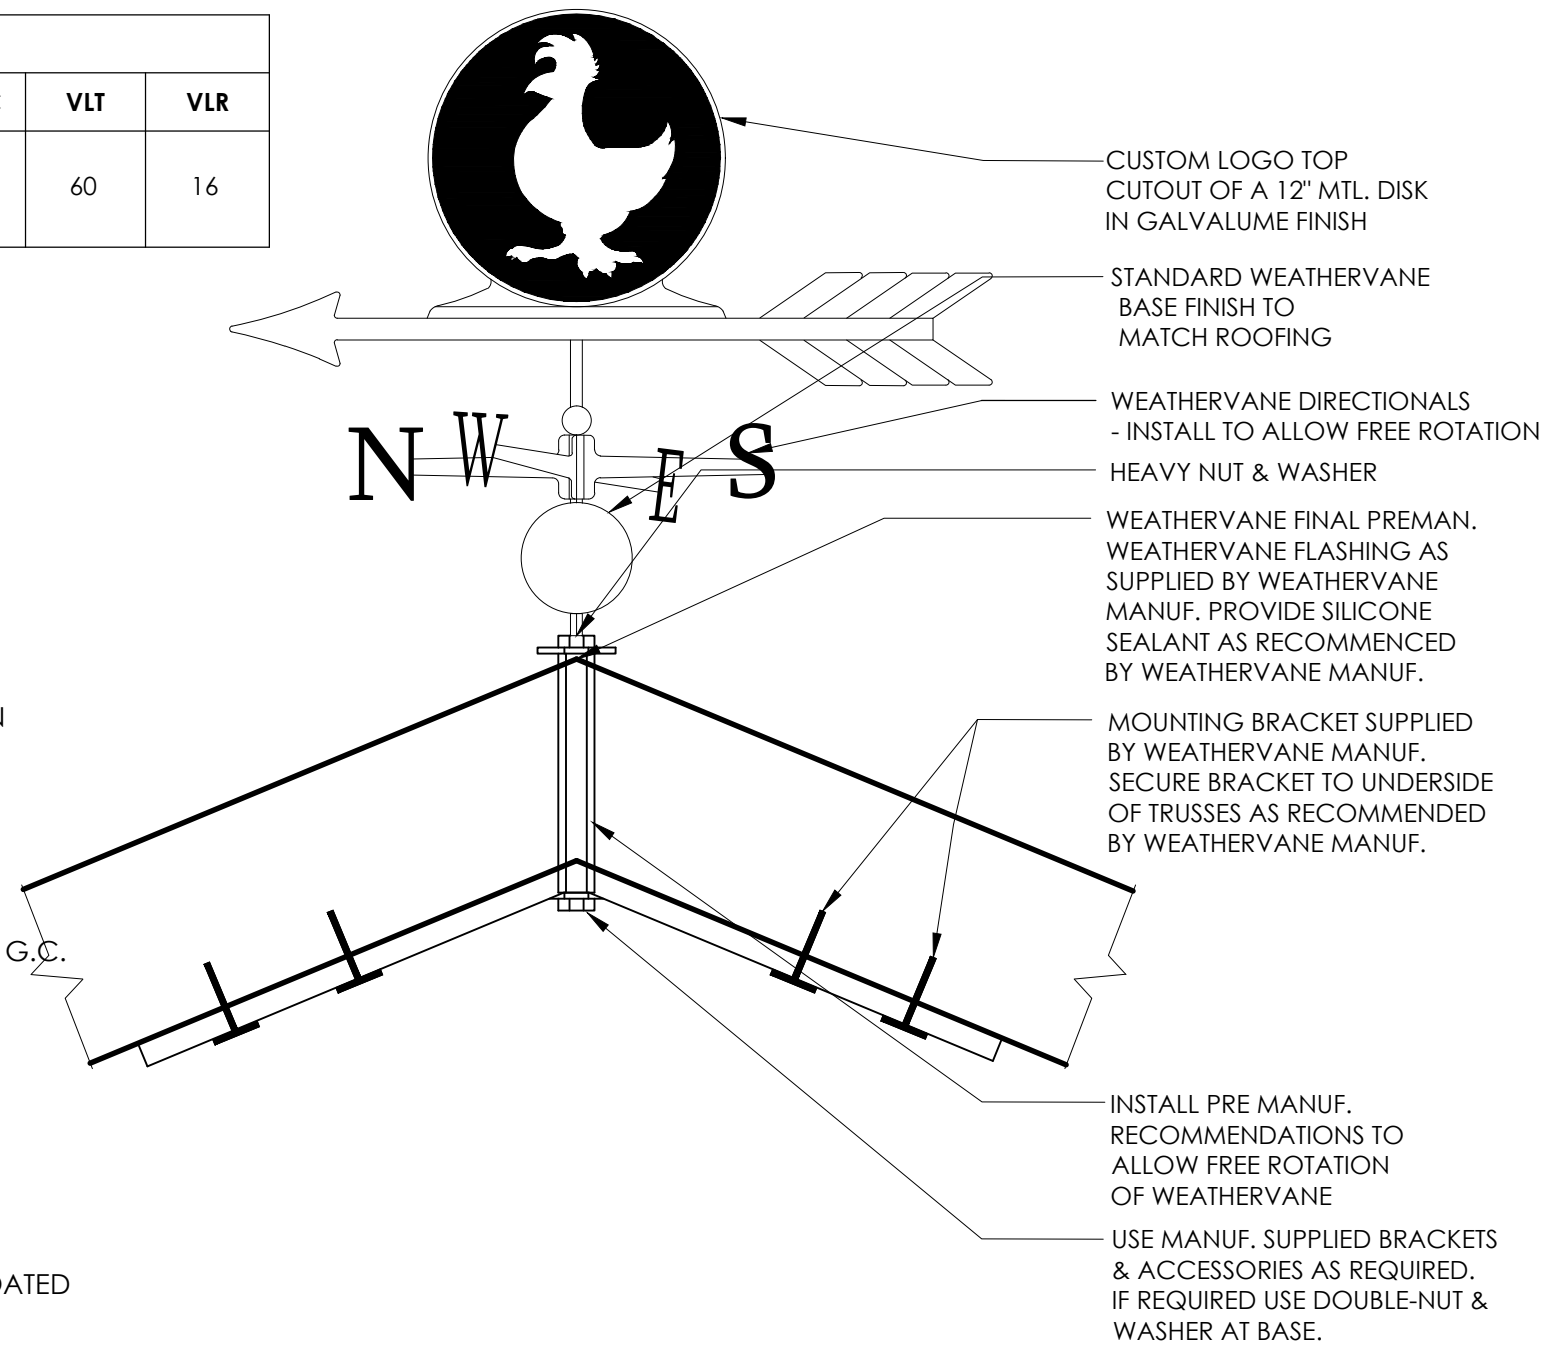 VLT VLR
60 16
CUSTOM LOGO TOP
CUTOUT OF A 12" MTL. DISK
IN GALVALUME FINISH
STANDARD WEATHERVANE
BASE FINISH TO
MATCH ROOFING
WEATHERVANE DIRECTIONALS
- INSTALL TO ALLOW FREE ROTATION
N W E S
HEAVY NUT & WASHER
WEATHERVANE FINAL PREMAN.
WEATHERVANE FLASHING AS
SUPPLIED BY WEATHERVANE
MANUF. PROVIDE SILICONE
SEALANT AS RECOMMENCED
BY WEATHERVANE MANUF.
MOUNTING BRACKET SUPPLIED
BY WEATHERVANE MANUF.
SECURE BRACKET TO UNDERSIDE
OF TRUSSES AS RECOMMENDED
BY WEATHERVANE MANUF.
G.C.
INSTALL PRE MANUF.
RECOMMENDATIONS TO
ALLOW FREE ROTATION
OF WEATHERVANE
USE MANUF. SUPPLIED BRACKETS
& ACCESSORIES AS REQUIRED.
IF REQUIRED USE DOUBLE-NUT &
WASHER AT BASE.